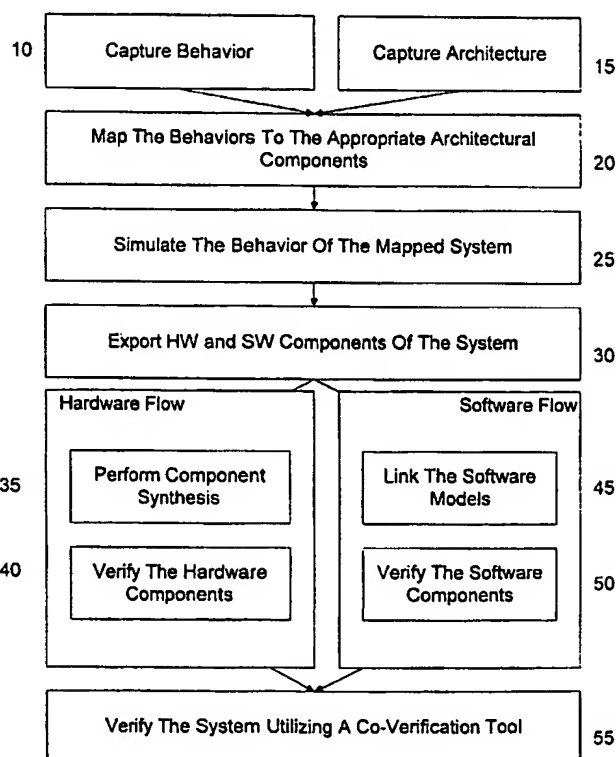 10
Capture Behavior
Capture Architecture
15
Map The Behaviors To The Appropriate Architectural
Components
20
Simulate The Behavior Of The Mapped System
25
Export HW and SW Components Of The System
30
Hardware Flow
Software Flow
35
Perform Component
Synthesis
Link The Software
Models
45
40
Verify The Hardware
Components
Verify The Software
Components
50
Verify The System Utilizing A Co-Verification Tool
55